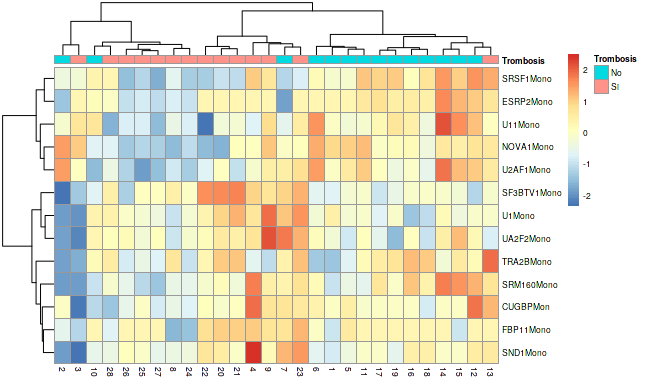 Trombosis
Trombosis
No
SI
2
1
0
-1
-2
SRSF1Mono
ESRP2Mono
U11Mono
NOVA1Mono
U2AF1Mono
SF3BTV1Mono
U1Mono
UA2F2Mono
TRA2BMono
SRM160Mono
CUGBPMon
FBP11Mono
SND1Mono
2 3 10 28 26 25 27 8 24 22 20 21 4 9 7 23 6 1 5 11 17 19 16 18 14 15 12 13